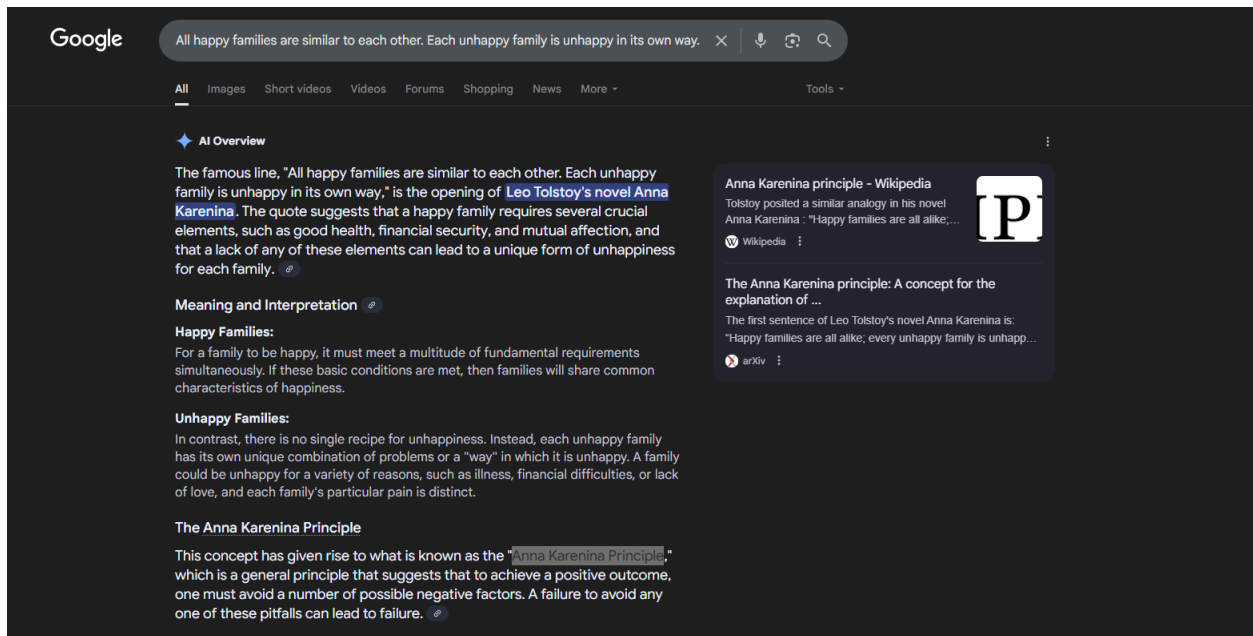 Google
All happy families are similar to each other. Each unhappy family is unhappy in its own way.
All Images Short videos Videos Forums Shopping News More Tools
AI Overview
The famous line, "All happy families are similar to each other. Each unhappy
family is unhappy in its own way," is the opening of Leo Tolstoy's novel Anna
Karenina. The quote suggests that a happy family requires several crucial
elements, such as good health, financial security, and mutual affection, and
that a lack of any of these elements can lead to a unique form of unhappiness
for each family.
Meaning and Interpretation
Happy Families:
For a family to be happy, it must meet a multitude of fundamental requirements
simultaneously. If these basic conditions are met, then families will share common
characteristics of happiness.
Unhappy Families:
In contrast, there is no single recipe for unhappiness. Instead, each unhappy family
has its own unique combination of problems or a "way" in which it is unhappy. A family
could be unhappy for a variety of reasons, such as illness, financial difficulties, or lack
of love, and each family's particular pain is distinct.
The Anna Karenina Principle
This concept has given rise to what is known as the "Anna Karenina Principle,"
which is a general principle that suggests that to achieve a positive outcome,
one must avoid a number of possible negative factors. A failure to avoid any
one of these pitfalls can lead to failure.
Anna Karenina principle - Wikipedia
Tolstoy posited a similar analogy in his novel
Anna Karenina : "Happy families are all alike;...
[P]
W Wikipedia
The Anna Karenina principle: A concept for the
explanation of ...
The first sentence of Leo Tolstoy's novel Anna Karenina is:
"Happy families are all alike; every unhappy family is unhapp...
arXiv